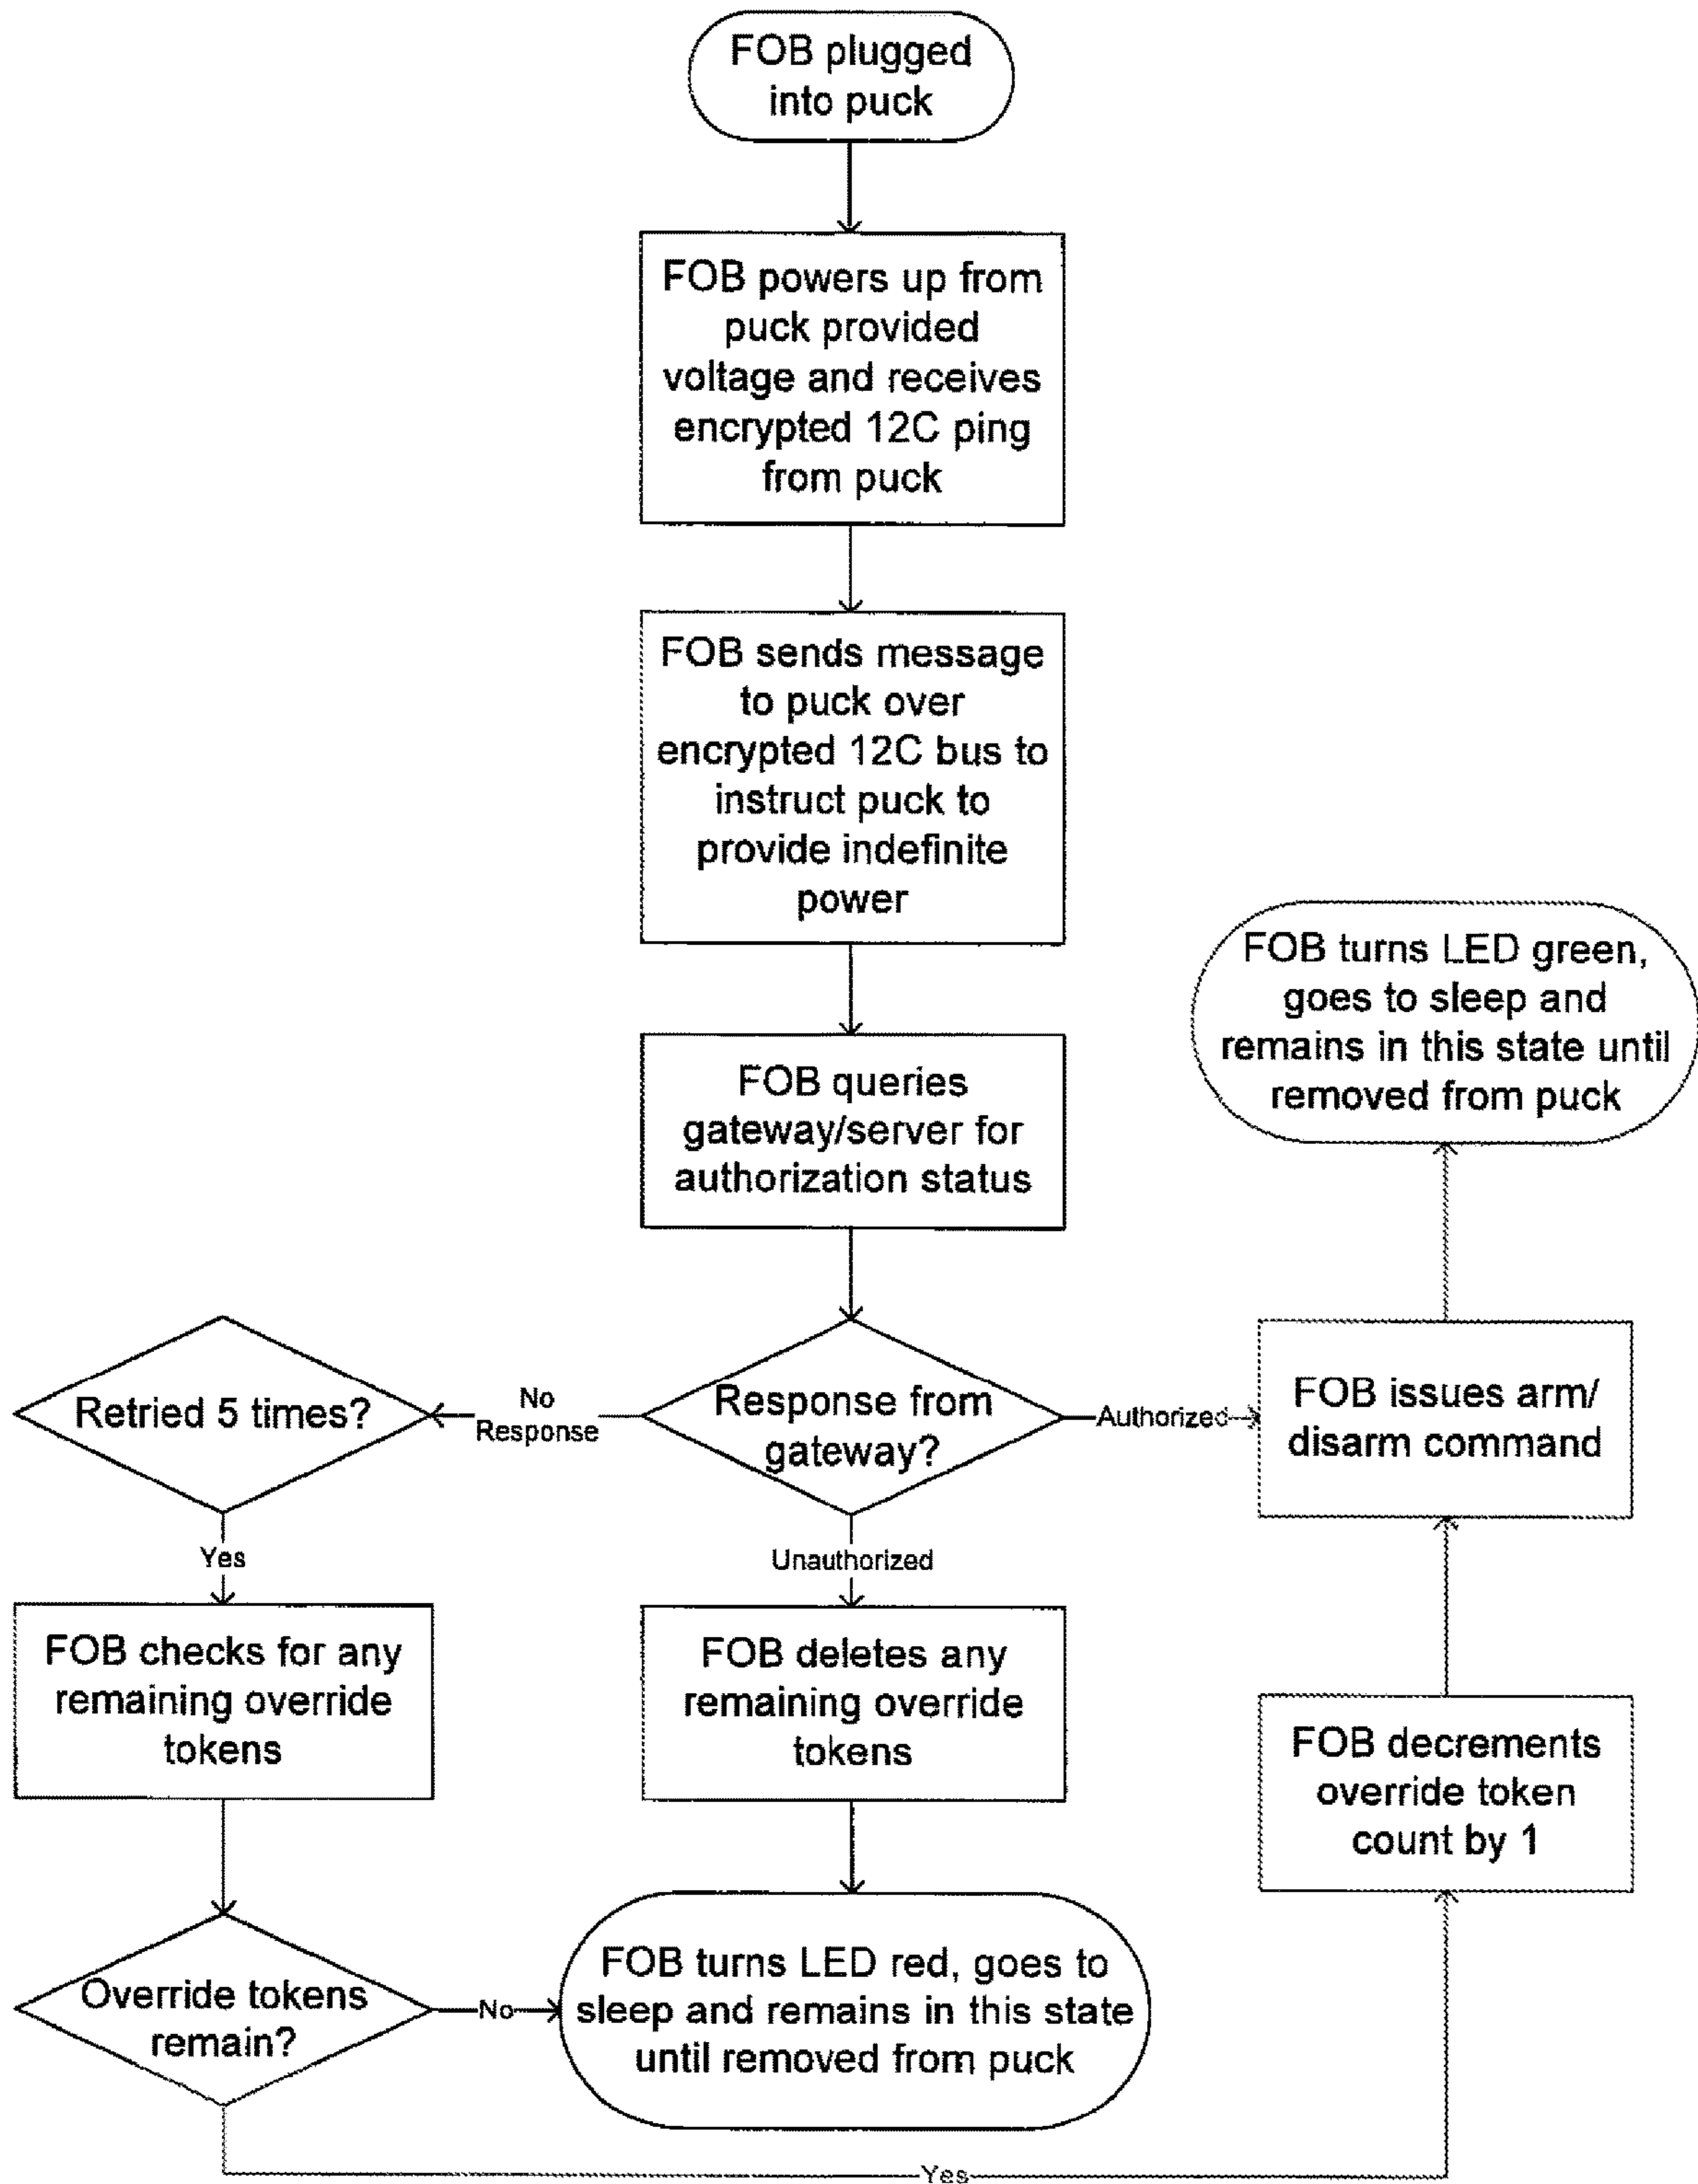 FOB plugged
into puck
FOB powers up from
puck provided
voltage and receives
encrypted 12C ping
from puck
FOB sends message
to puck over
encrypted 12C bus to
instruct puck to
provide indefinite
power
FOB queries
gateway/server for
authorization status
Response from
gateway?
No
Response
Retried 5 times?
Yes
FOB checks for any
remaining override
tokens
Override tokens
remain?
No
Unauthorized
FOB deletes any
remaining override
tokens
FOB turns LED red, goes to
sleep and remains in this state
until removed from puck
Yes
FOB decrements
override token
count by 1
Authorized
FOB issues arm/
disarm command
FOB turns LED green,
goes to sleep and
remains in this state until
removed from puck